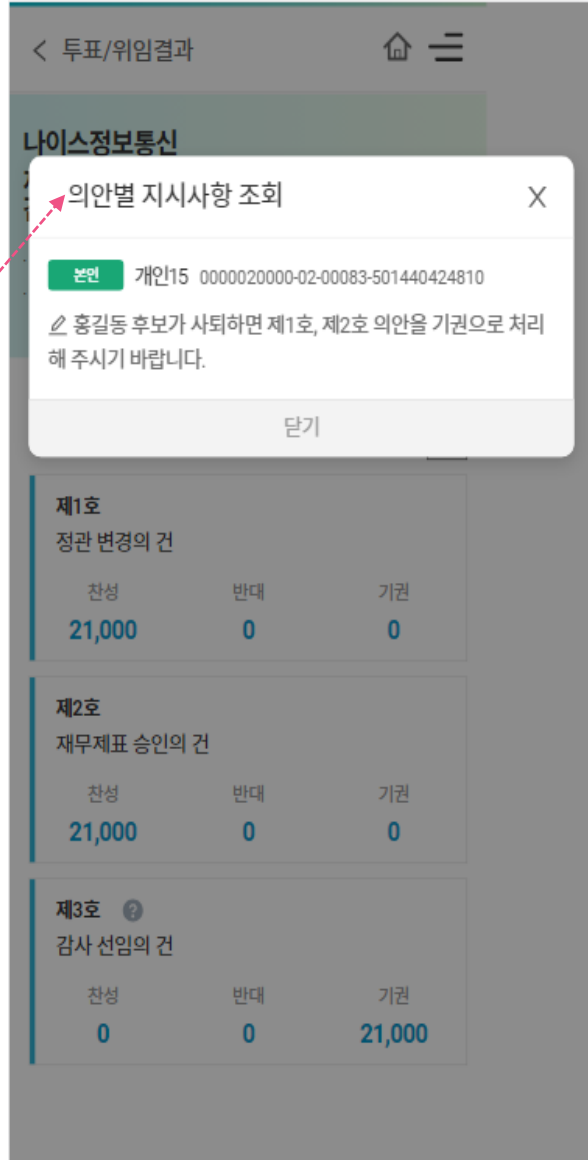 투표/위임결과
나이스정보통신
의안별 지시사항 조회
X
본인 개인15 0000020000-02-00083-501440424810
홍길동 후보가 사퇴하면 제1호, 제2호 의안을 기권으로 처리
해 주시기 바랍니다.
닫기
제1호
정관 변경의 건
찬성 반대 기권
21,000 0 0
제2호
재무제표 승인의 건
찬성 반대 기권
21,000 0 0
제3호 ?
감사 선임의 건
찬성 반대 기권
0 0 21,000